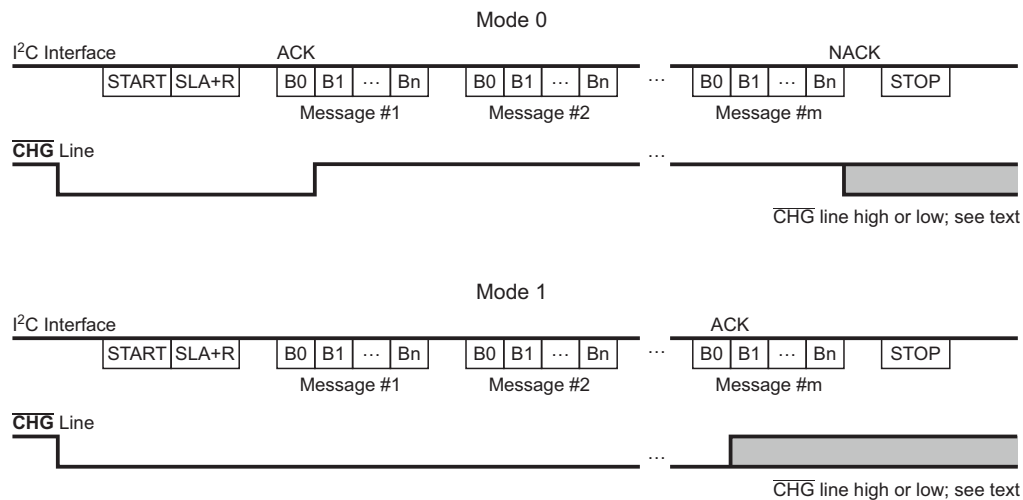 Mode 0
I²C Interface ACK NACK
START SLA+R B0 B1 ... Bn B0 B1 ... Bn ... B0 B1 ... Bn STOP
Message #1 Message #2 Message #m
CHG Line
...
CHG line high or low; see text
Mode 1
I²C Interface ACK
START SLA+R B0 B1 ... Bn B0 B1 ... Bn ... B0 B1 ... Bn STOP
Message #1 Message #2 Message #m
CHG Line
...
CHG line high or low; see text